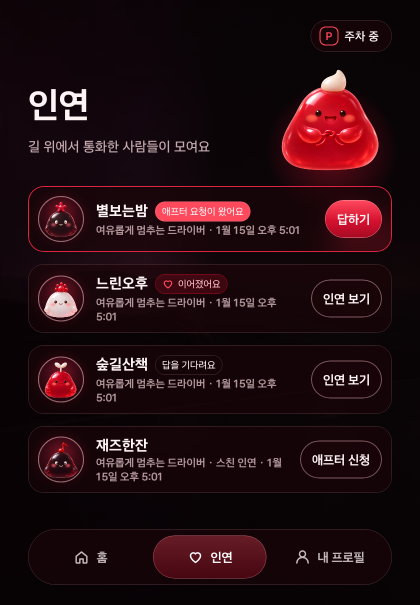 P 주차 중
인연
길 위에서 통화한 사람들이 모여요
별보는밤 애프터 요청이 왔어요
여유롭게 멈추는 드라이버 · 1월 15일 오후 5:01
답하기
느린오후 이어졌어요
여유롭게 멈추는 드라이버 · 1월 15일 오후
5:01
인연 보기
숲길산책 답을 기다려요
여유롭게 멈추는 드라이버 · 1월 15일 오후
5:01
인연 보기
재즈한잔
여유롭게 멈추는 드라이버 · 스친 인연 · 1월
15일 오후 5:01
애프터 신청
홈 인연 내 프로필